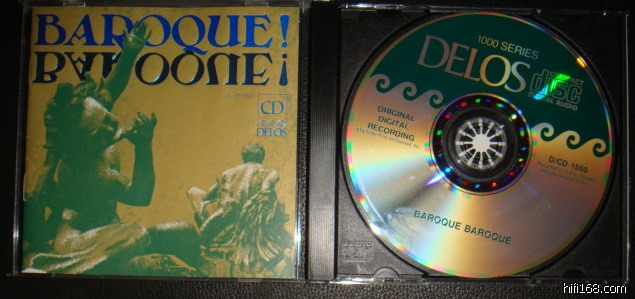 BAROQUE!
BAROQUE!
CD
DELOS
1000 SERIES
DELOS
COMPACT
disc
DIGITAL AUDIO
ORIGINAL
DIGITAL
RECORDING
D/CD 1500
BAROQUE BAROQUE
hifi168.com